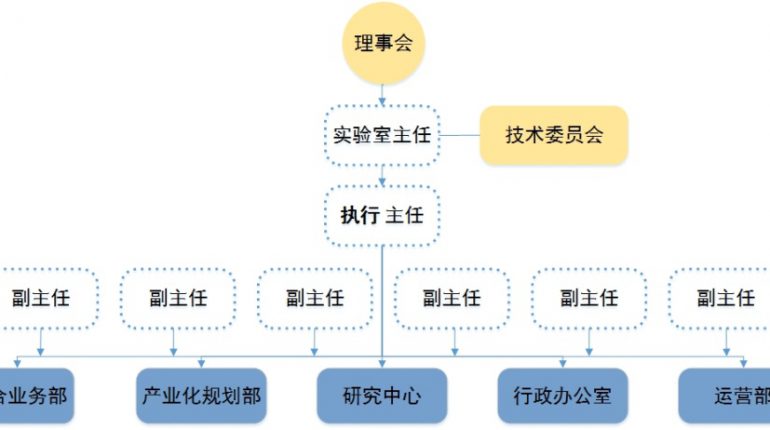 理事会
实验室主任
技术委员会
执行 主任
副主任
副主任
副主任
副主任
副主任
副主任
合业务部
产业化规划部
研究中心
行政办公室
运营部